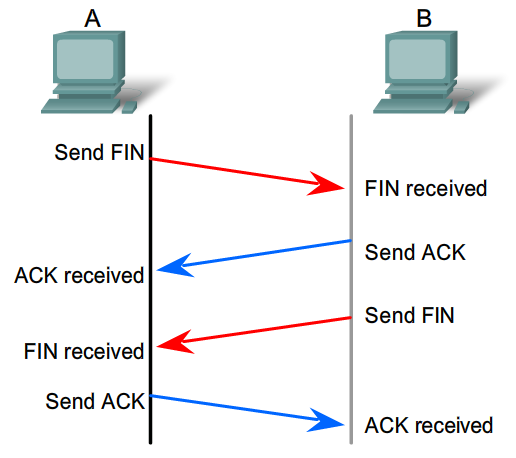 A
B
Send FIN
FIN received
Send ACK
ACK received
Send FIN
FIN received
Send ACK
ACK received